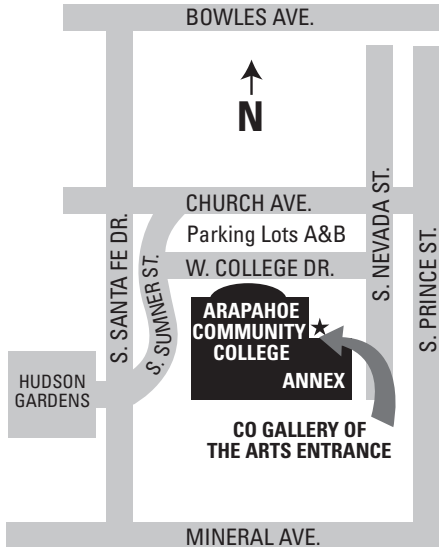 BOWLES AVE.
N
CHURCH AVE.
Parking Lots A&B
W. COLLEGE DR.
S. SANTA FE DR.
S. SUMNER ST.
S. NEVADA ST.
S. PRINCE ST.
ARAPAHOE
COMMUNITY
COLLEGE
ANNEX
HUDSON
GARDENS
CO GALLERY OF
THE ARTS ENTRANCE
MINERAL AVE.